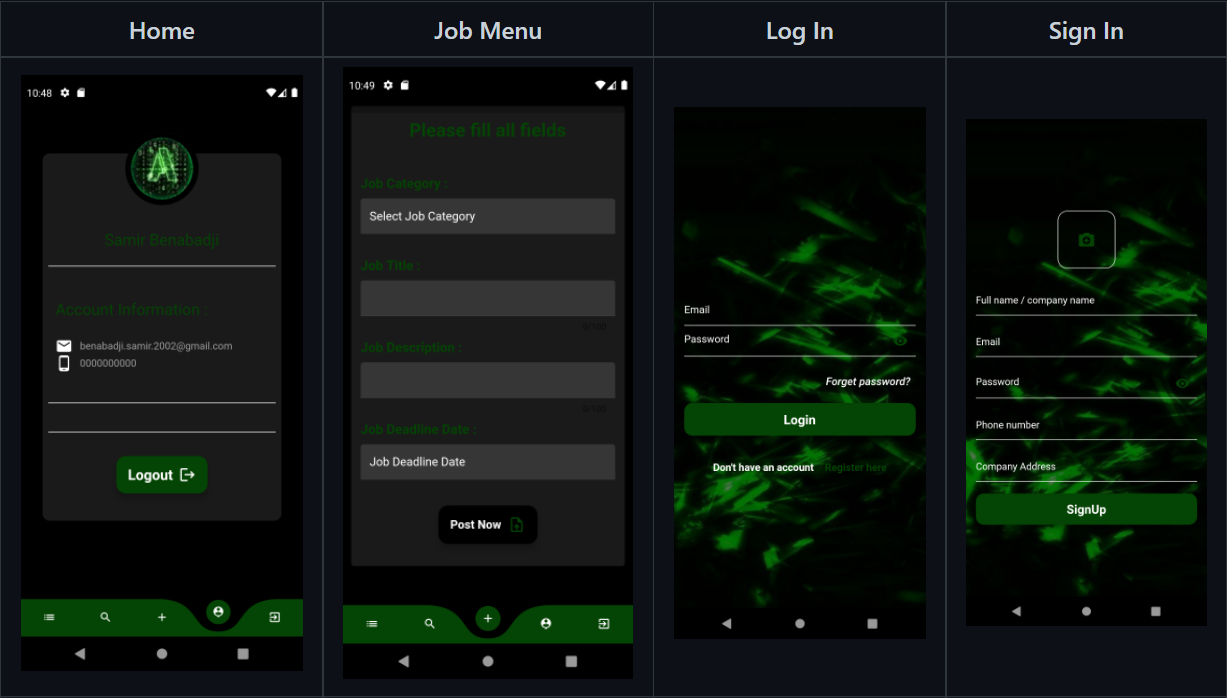 Home
Job Menu
Log In
Sign In
10:48
Samir Benabadji
Account Information :
benabadji.samir.2002@gmail.com
0000000000
Logout
10:49
Please fill all fields
Job Category :
Select Job Category
Job Title :
0/100
Job Description :
0/100
Job Deadline Date :
Job Deadline Date
Post Now
Email
Password
Forget password?
Login
Don't have an account Register here
Full name / company name
Email
Password
Phone number
Company Address
SignUp